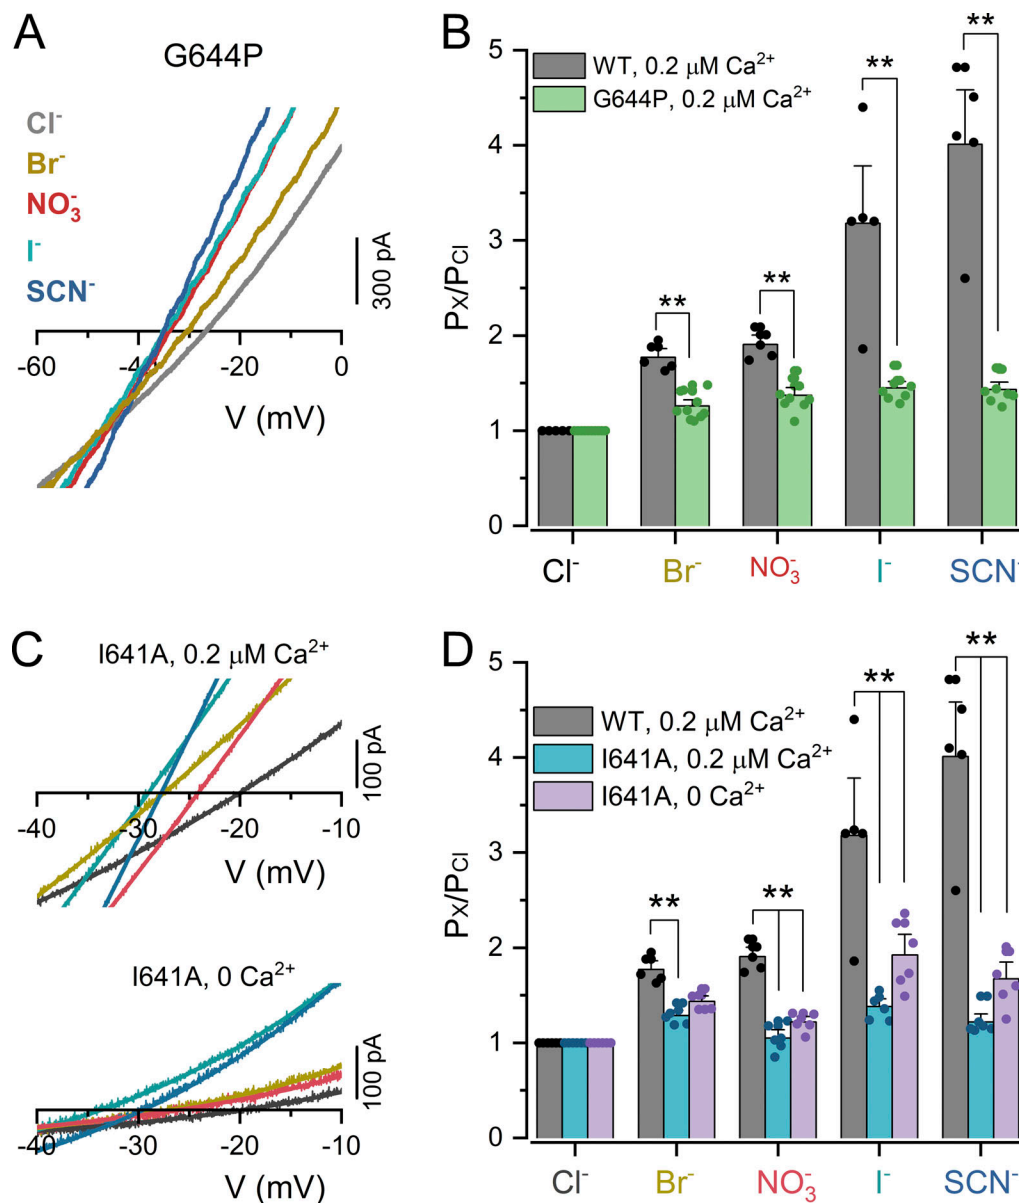 A
G644P
Cl⁻
Br⁻
NO₃⁻
I⁻
SCN⁻
300 pA
-60
-40
-20
0
V (mV)
B
WT, 0.2 μM Ca²⁺
G644P, 0.2 μM Ca²⁺
**
**
**
**
Pₓ/P_Cl
5
4
3
2
1
0
Cl⁻
Br⁻
NO₃⁻
I⁻
SCN⁻
C
I641A, 0.2 μM Ca²⁺
100 pA
-40
-30
-20
-10
V (mV)
I641A, 0 Ca²⁺
100 pA
-40
-30
-20
-10
V (mV)
D
WT, 0.2 μM Ca²⁺
I641A, 0.2 μM Ca²⁺
I641A, 0 Ca²⁺
**
**
**
**
Pₓ/P_Cl
5
4
3
2
1
0
Cl⁻
Br⁻
NO₃⁻
I⁻
SCN⁻